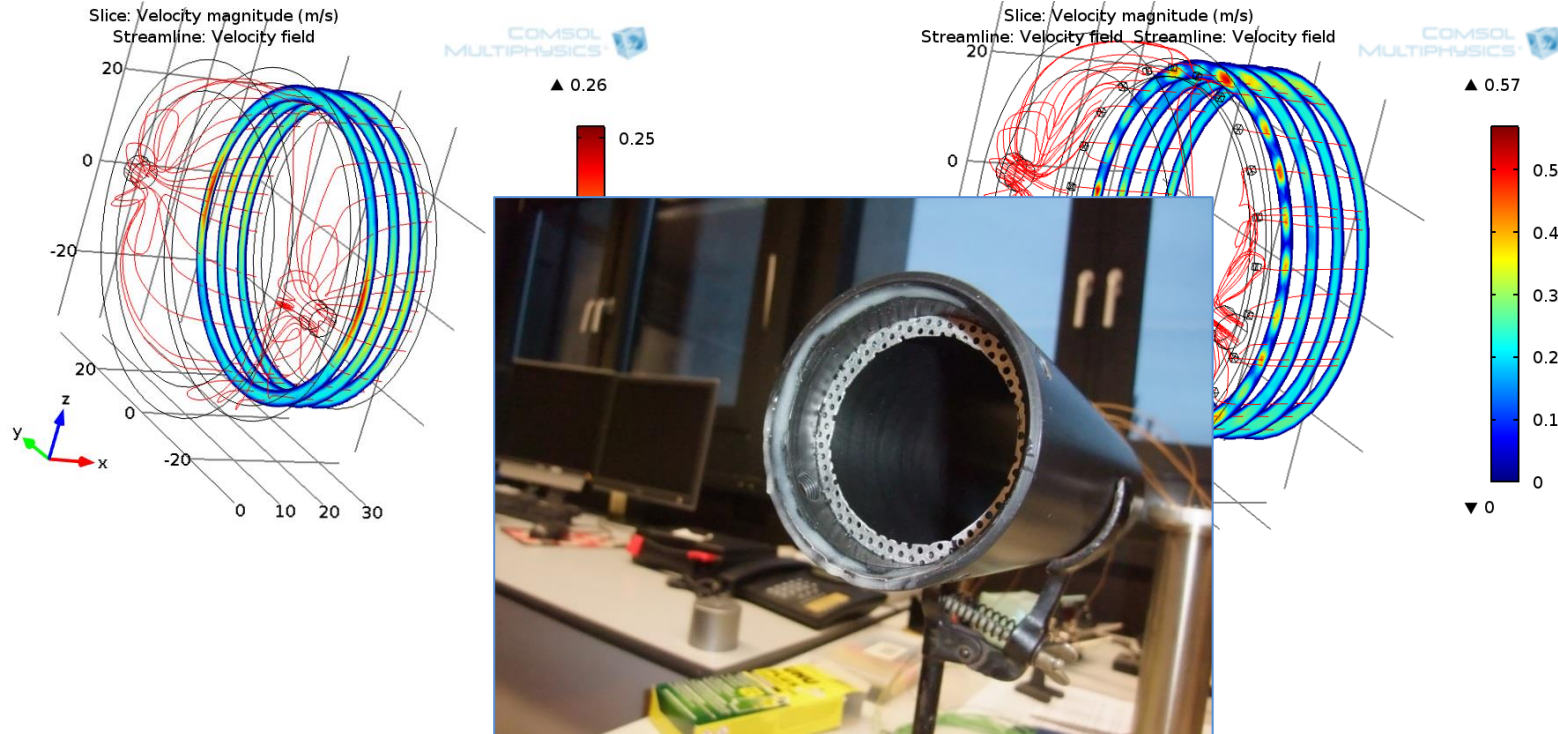 Slice: Velocity magnitude (m/s)
Streamline: Velocity field
COMSOL
MULTIPHYSICS
▲ 0.26
0.25
20
0
-20
20
0
-20
0 10 20 30
z
y
x
Slice: Velocity magnitude (m/s)
Streamline: Velocity field Streamline: Velocity field
COMSOL
MULTIPHYSICS
▲ 0.57
20
0
0.5
0.4
0.3
0.2
0.1
0
▼ 0